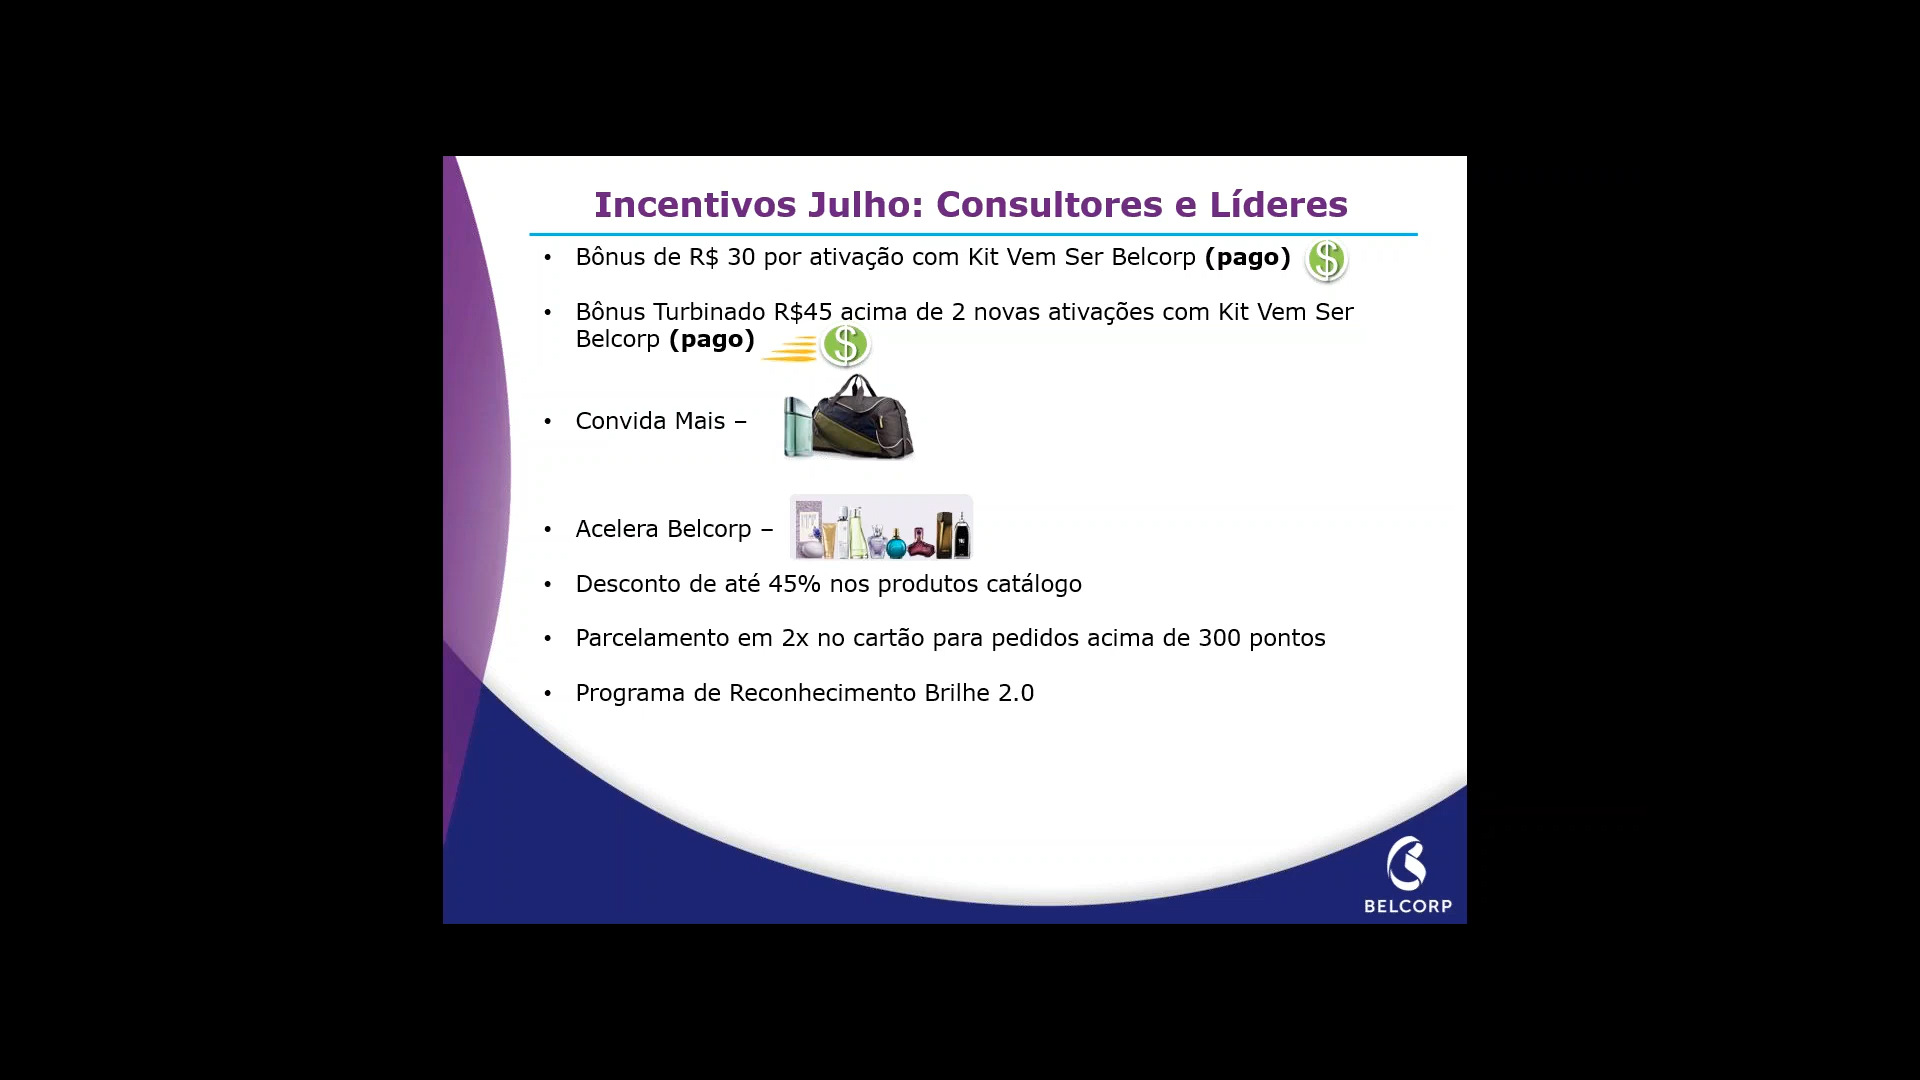 Incentivos Julho: Consultores e Líderes
• Bônus de R$ 30 por ativação com Kit Vem Ser Belcorp (pago) $
• Bônus Turbinado R$45 acima de 2 novas ativações com Kit Vem Ser
Belcorp (pago) $
• Convida Mais –
• Acelera Belcorp –
• Desconto de até 45% nos produtos catálogo
• Parcelamento em 2x no cartão para pedidos acima de 300 pontos
• Programa de Reconhecimento Brilhe 2.0
BELCORP